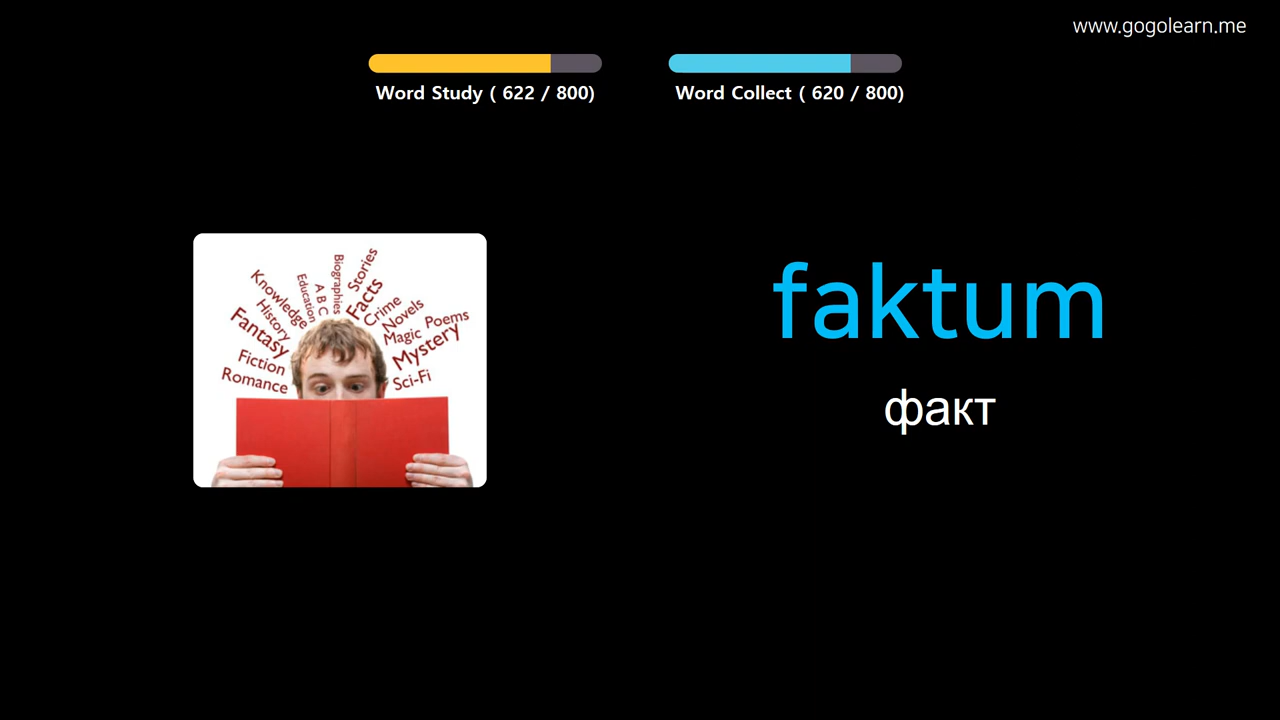 www.gogolearn.me
Word Study ( 622 / 800)
Word Collect ( 620 / 800)
Knowledge
History
Fantasy
Fiction
Romance
Education
A B C
Biographies
Stories
Facts
Crime
Novels
Magic
Poems
Mystery
Sci-Fi
faktum
факт